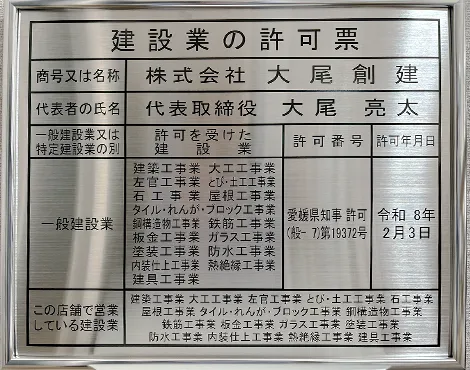 建設業の許可票
商号又は名称 株式会社 大尾創建
代表者の氏名 代表取締役 大尾 亮太
一般建設業又は
特定建設業の別
許可を受けた
建設業
許可番号
許可年月日
一般建設業
建築工事業 大工工事業
左官工事業 とび・土工工事業
石工事業 屋根工事業
タイル・れんが・ブロック工事業
鋼構造物工事業 鉄筋工事業
板金工事業 ガラス工事業
塗装工事業 防水工事業
内装仕上工事業 熱絶縁工事業
建具工事業
愛媛県知事 許可
(般- 7)第19372号
令和 8年
2月3日
この店舗で営業
している建設業
建築工事業 大工工事業 左官工事業 とび・土工工事業 石工事業
屋根工事業 タイル・れんが・ブロック工事業 鋼構造物工事業
鉄筋工事業 板金工事業 ガラス工事業 塗装工事業
防水工事業 内装仕上工事業 熱絶縁工事業 建具工事業